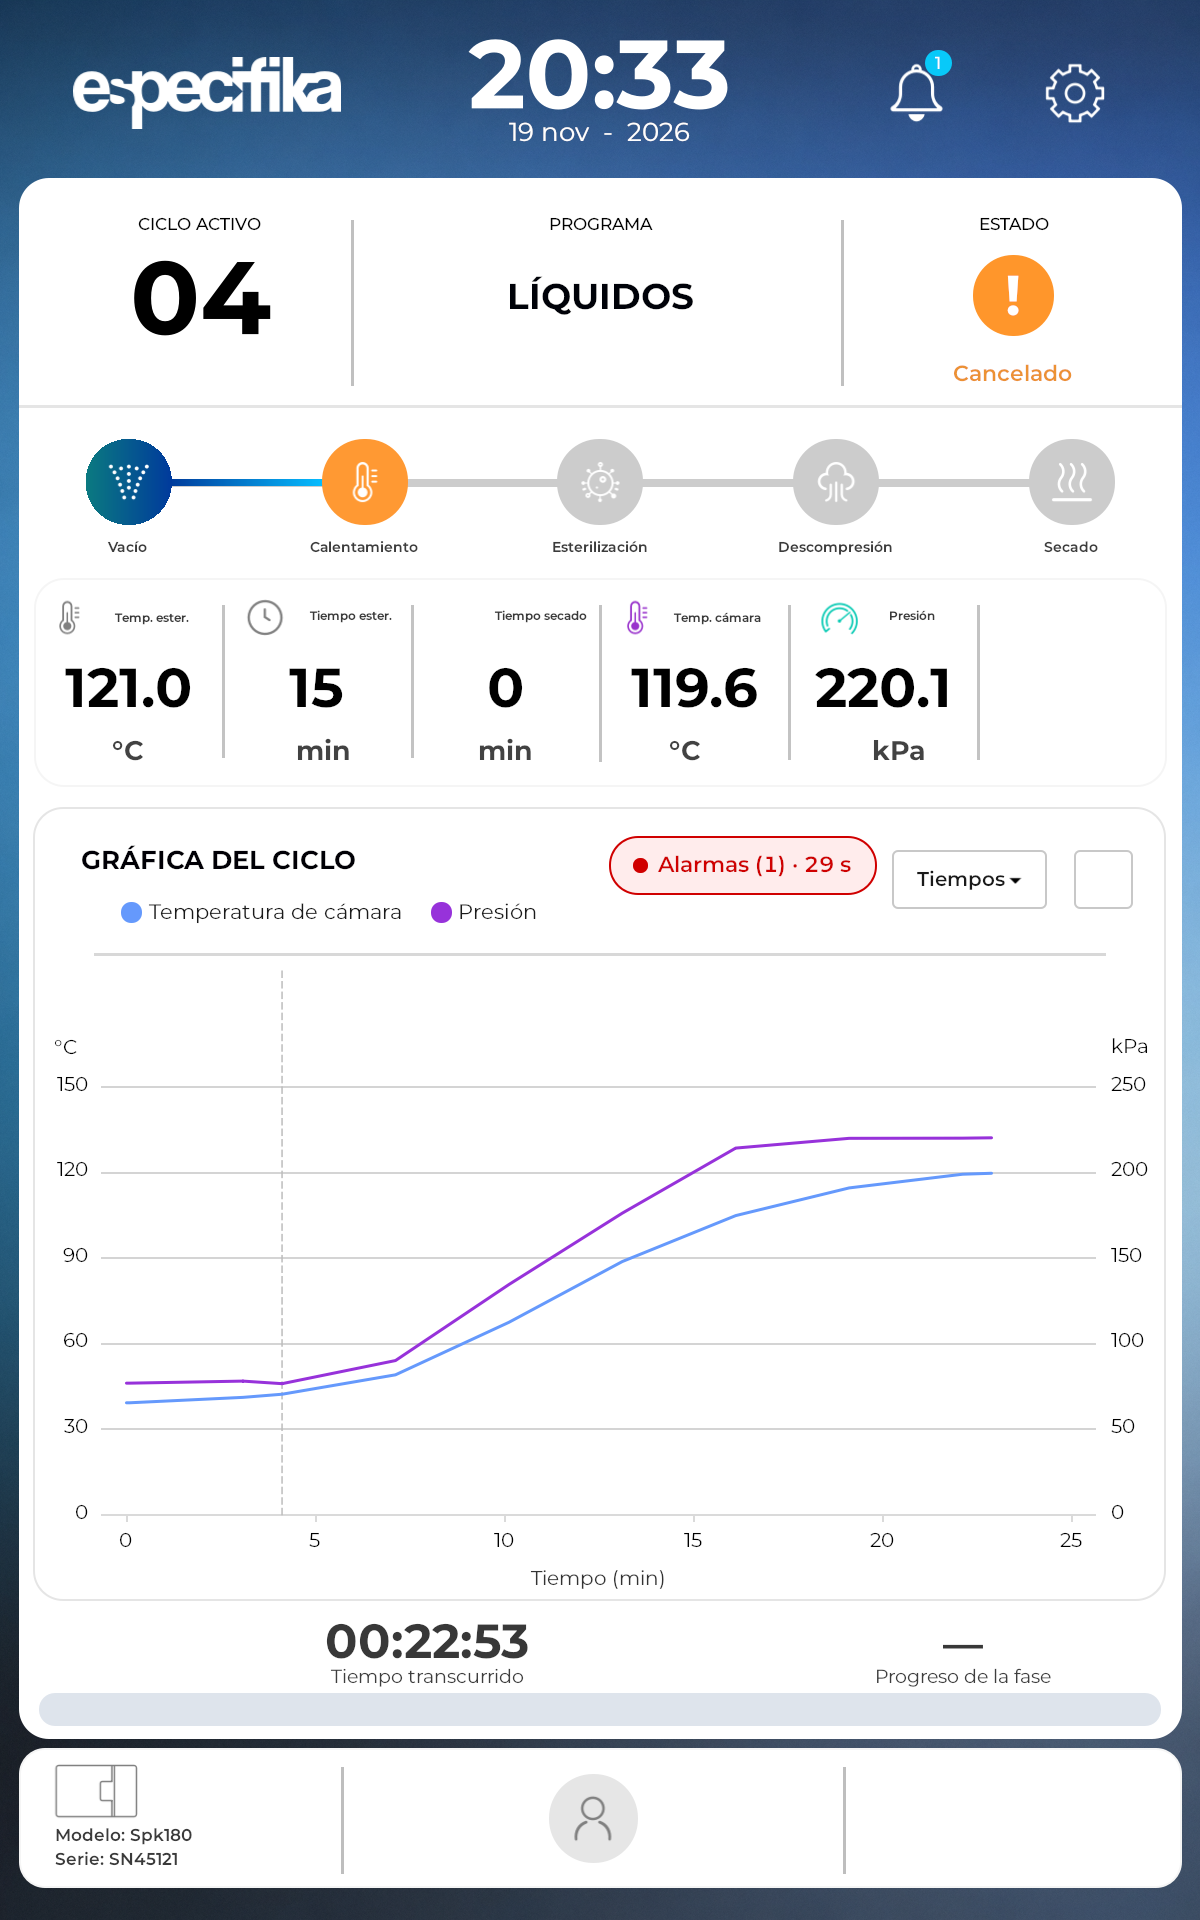 especifika
20:33
19 nov - 2026
1
CICLO ACTIVO
04
PROGRAMA
LÍQUIDOS
ESTADO
!
Cancelado
Vacío
Calentamiento
Esterilización
Descompresión
Secado
Temp. ester.
121.0
°C
Tiempo ester.
15
min
Tiempo secado
0
min
Temp. cámara
119.6
°C
Presión
220.1
kPa
GRÁFICA DEL CICLO
Alarmas (1) · 29 s
Tiempos
Temperatura de cámara
Presión
°C
kPa
150
250
120
200
90
150
60
100
30
50
0
0
0 5 10 15 20 25
Tiempo (min)
00:22:53
Tiempo transcurrido
—
Progreso de la fase
Modelo: Spk180
Serie: SN45121